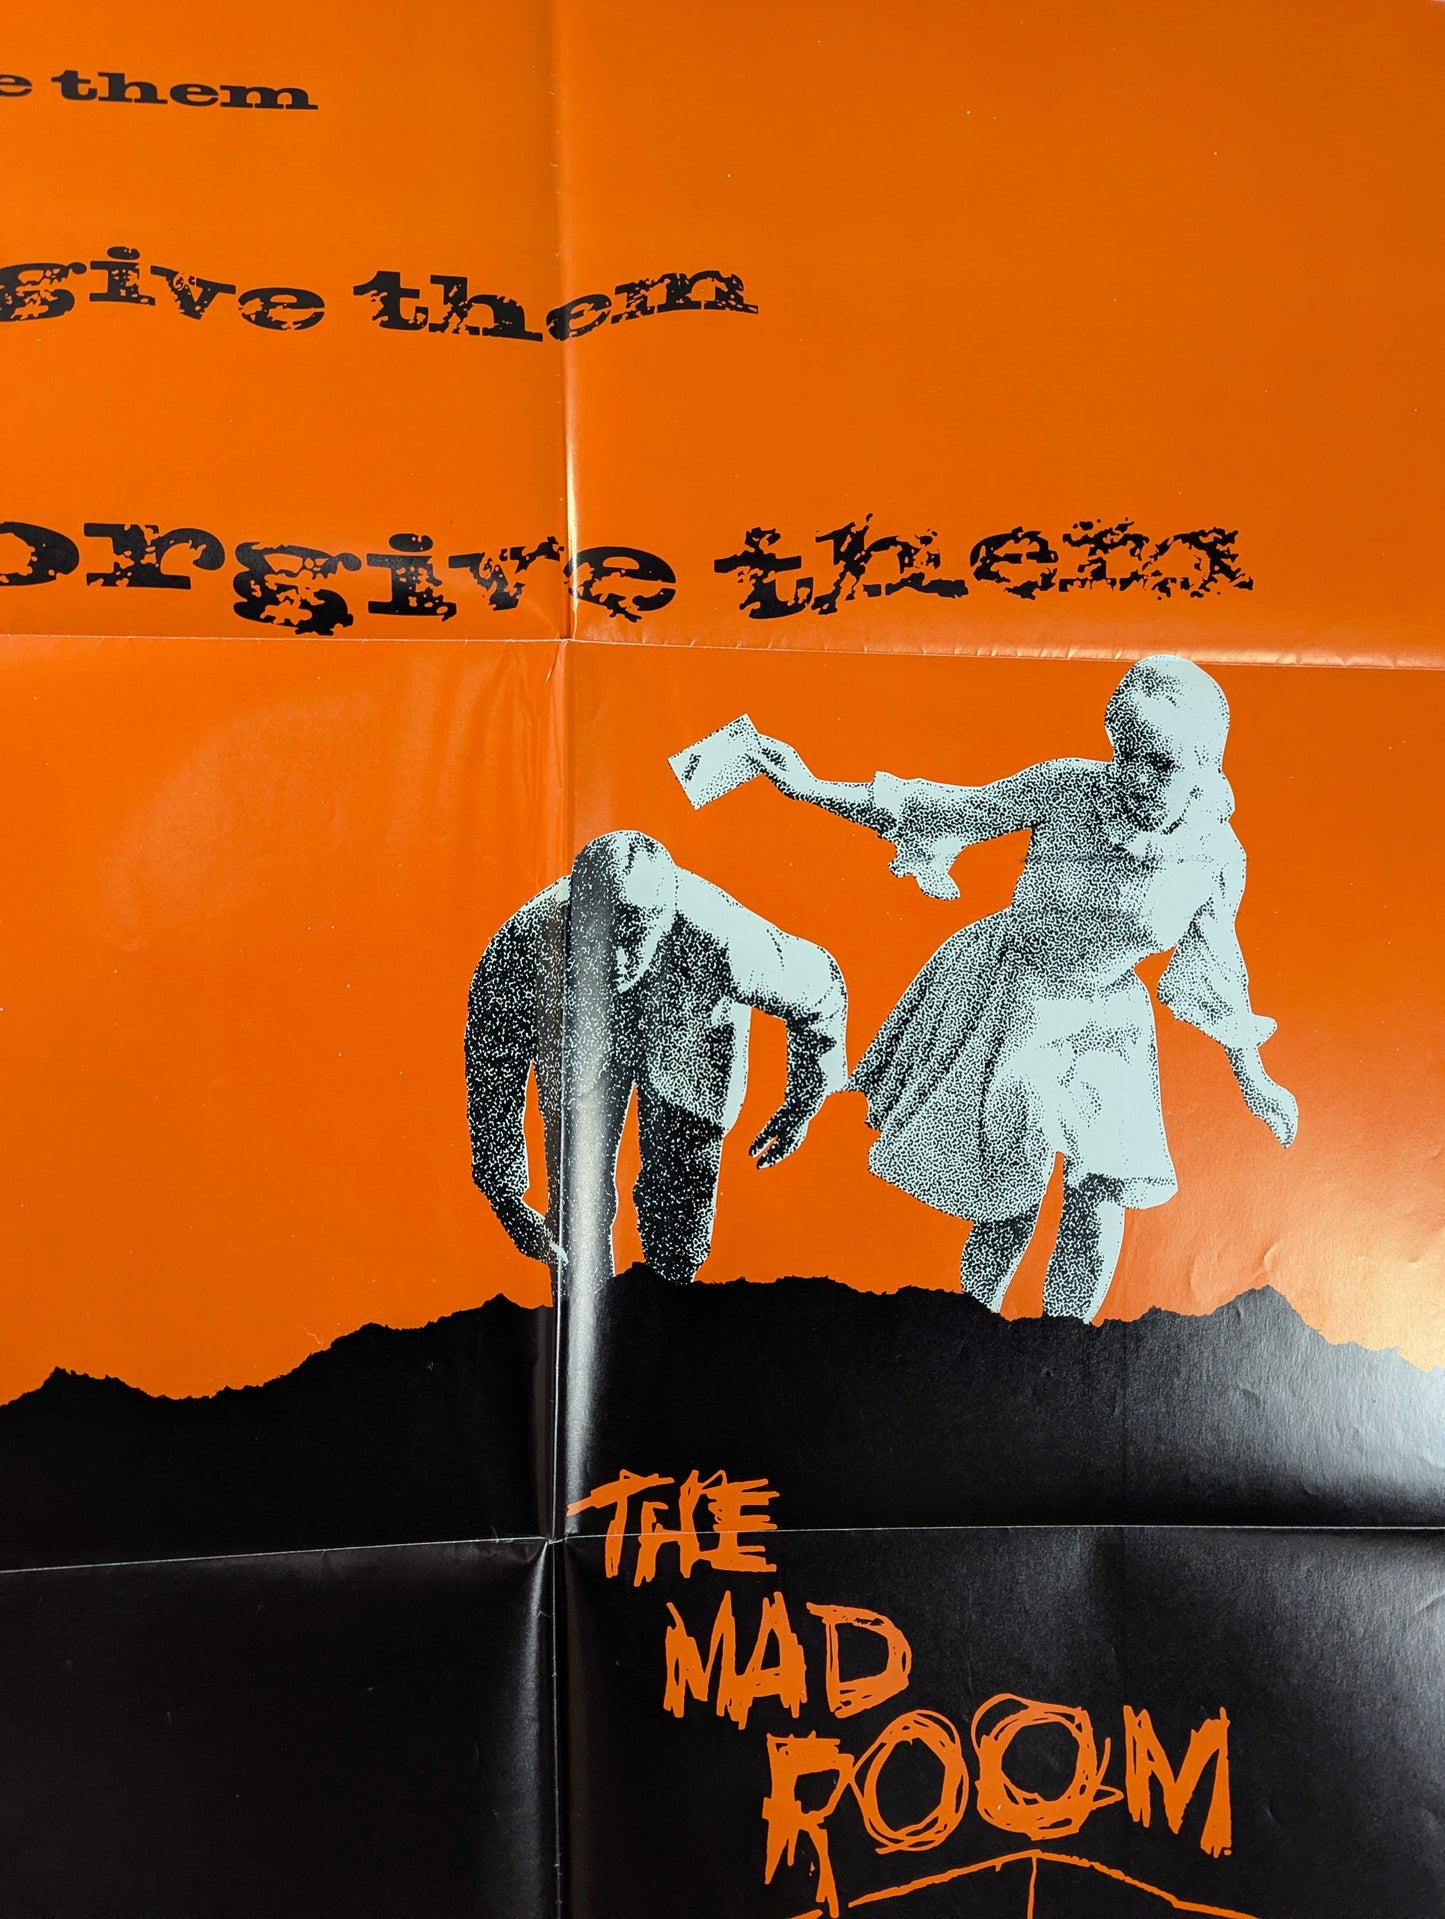 e them
give them
orgive them
THE
MAD
ROOM